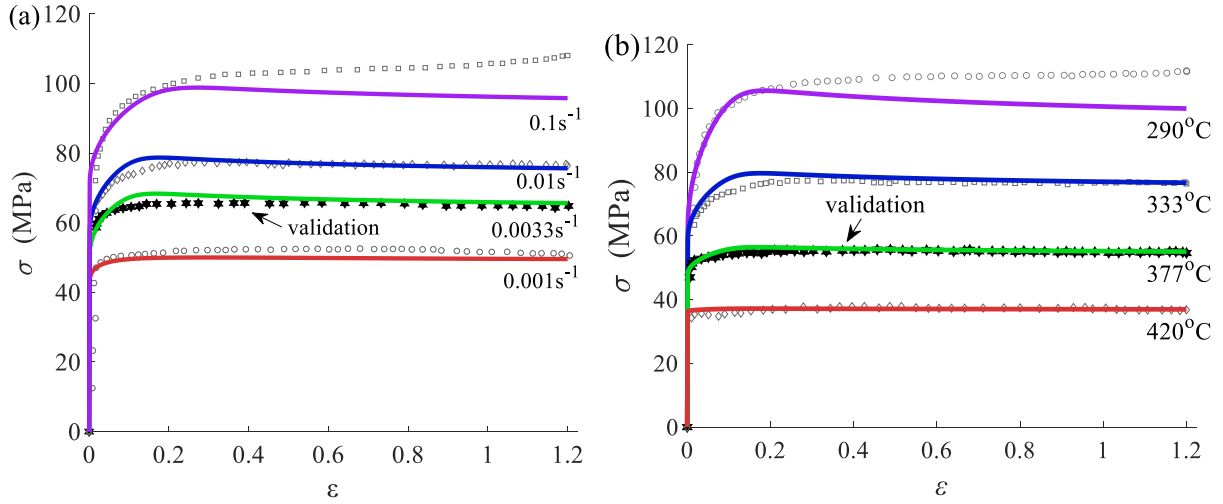 (a)
120
100
80
60
40
20
0
σ (MPa)
0.1s-1
0.01s-1
0.0033s-1
0.001s-1
validation
0 0.2 0.4 0.6 0.8 1 1.2
ε
(b)
120
100
80
60
40
20
0
σ (MPa)
290°C
333°C
validation
377°C
420°C
0 0.2 0.4 0.6 0.8 1 1.2
ε